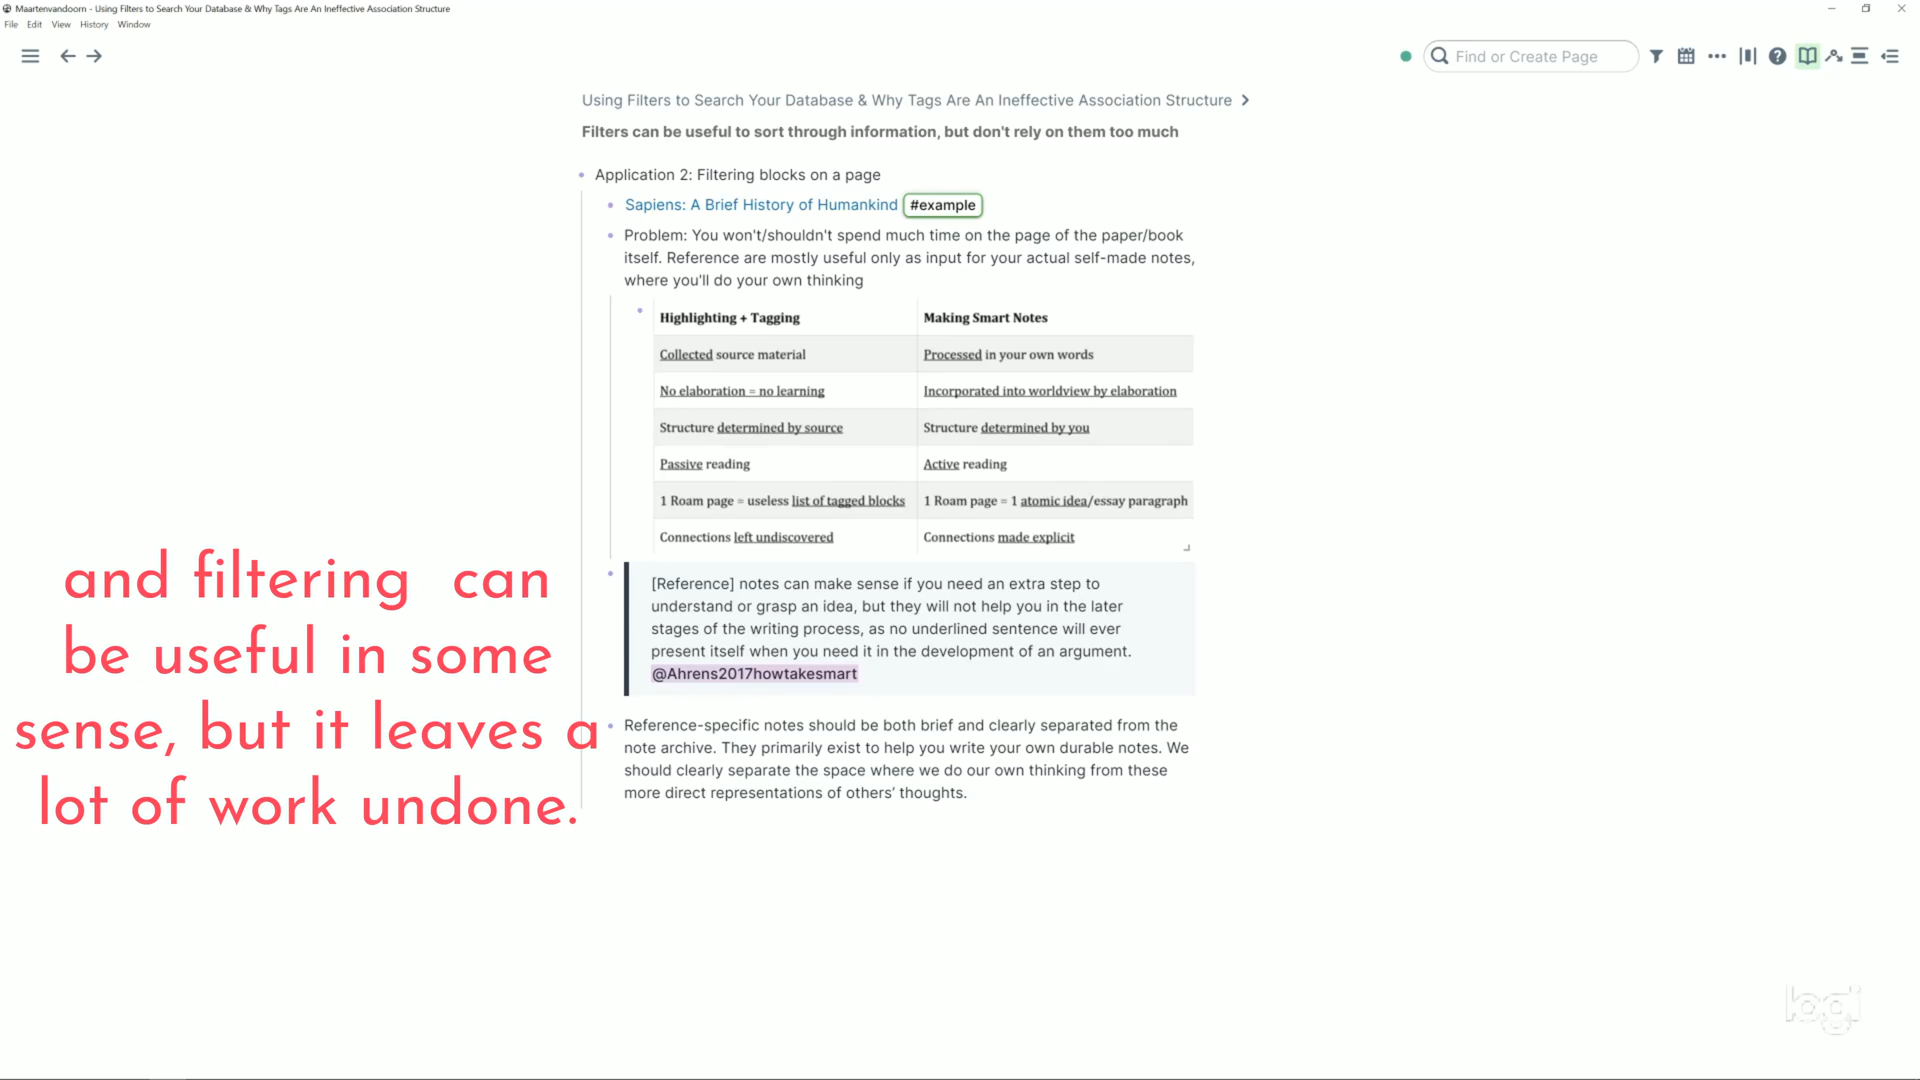 Maartenvandoorn - Using Filters to Search Your Database & Why Tags Are An Ineffective Association Structure
File Edit View History Window
Find or Create Page
Using Filters to Search Your Database & Why Tags Are An Ineffective Association Structure
Filters can be useful to sort through information, but don't rely on them too much
Application 2: Filtering blocks on a page
Sapiens: A Brief History of Humankind #example
Problem: You won't/shouldn't spend much time on the page of the paper/book
itself. Reference are mostly useful only as input for your actual self-made notes,
where you'll do your own thinking
Highlighting + Tagging Making Smart Notes
Collected source material Processed in your own words
No elaboration = no learning Incorporated into worldview by elaboration
Structure determined by source Structure determined by you
Passive reading Active reading
1 Roam page = useless list of tagged blocks 1 Roam page = 1 atomic idea/essay paragraph
Connections left undiscovered Connections made explicit
[Reference] notes can make sense if you need an extra step to
understand or grasp an idea, but they will not help you in the later
stages of the writing process, as no underlined sentence will ever
present itself when you need it in the development of an argument.
@Ahrens2017howtakesmart
Reference-specific notes should be both brief and clearly separated from the
note archive. They primarily exist to help you write your own durable notes. We
should clearly separate the space where we do our own thinking from these
more direct representations of others’ thoughts.
and filtering can
be useful in some
sense, but it leaves a
lot of work undone.
logi